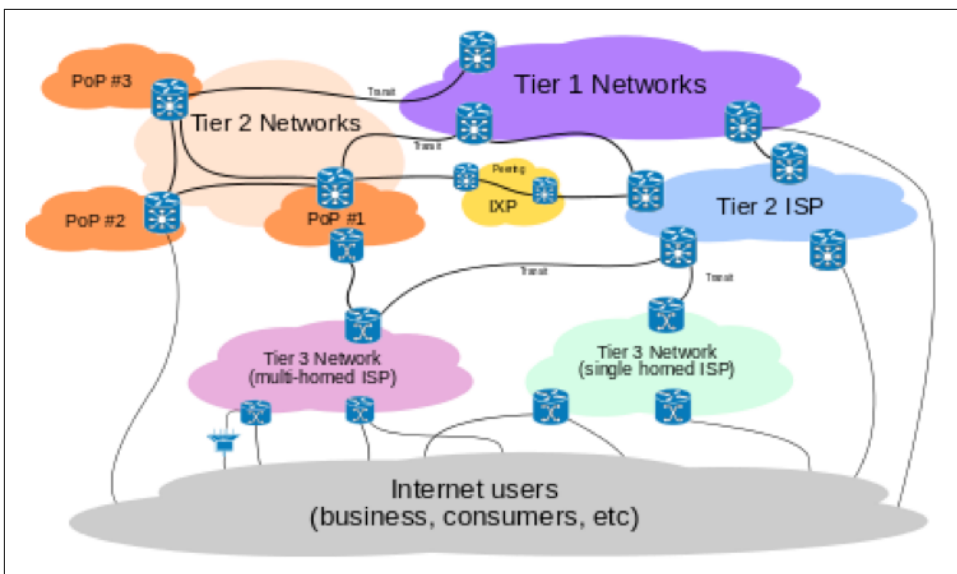 PoP #3
Tier 1 Networks
Transit
Tier 2 Networks
Transit
Peering
IXP
Tier 2 ISP
PoP #2
PoP #1
Transit
Transit
Tier 3 Network
(multi-homed ISP)
Tier 3 Network
(single homed ISP)
Internet users
(business, consumers, etc)